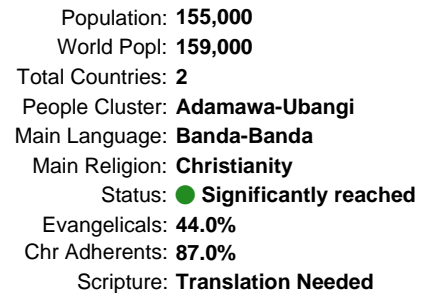 Population: 155,000
World Popl: 159,000
Total Countries: 2
People Cluster: Adamawa-Ubangi
Main Language: Banda-Banda
Main Religion: Christianity
Status: Significantly reached
Evangelicals: 44.0%
Chr Adherents: 87.0%
Scripture: Translation Needed